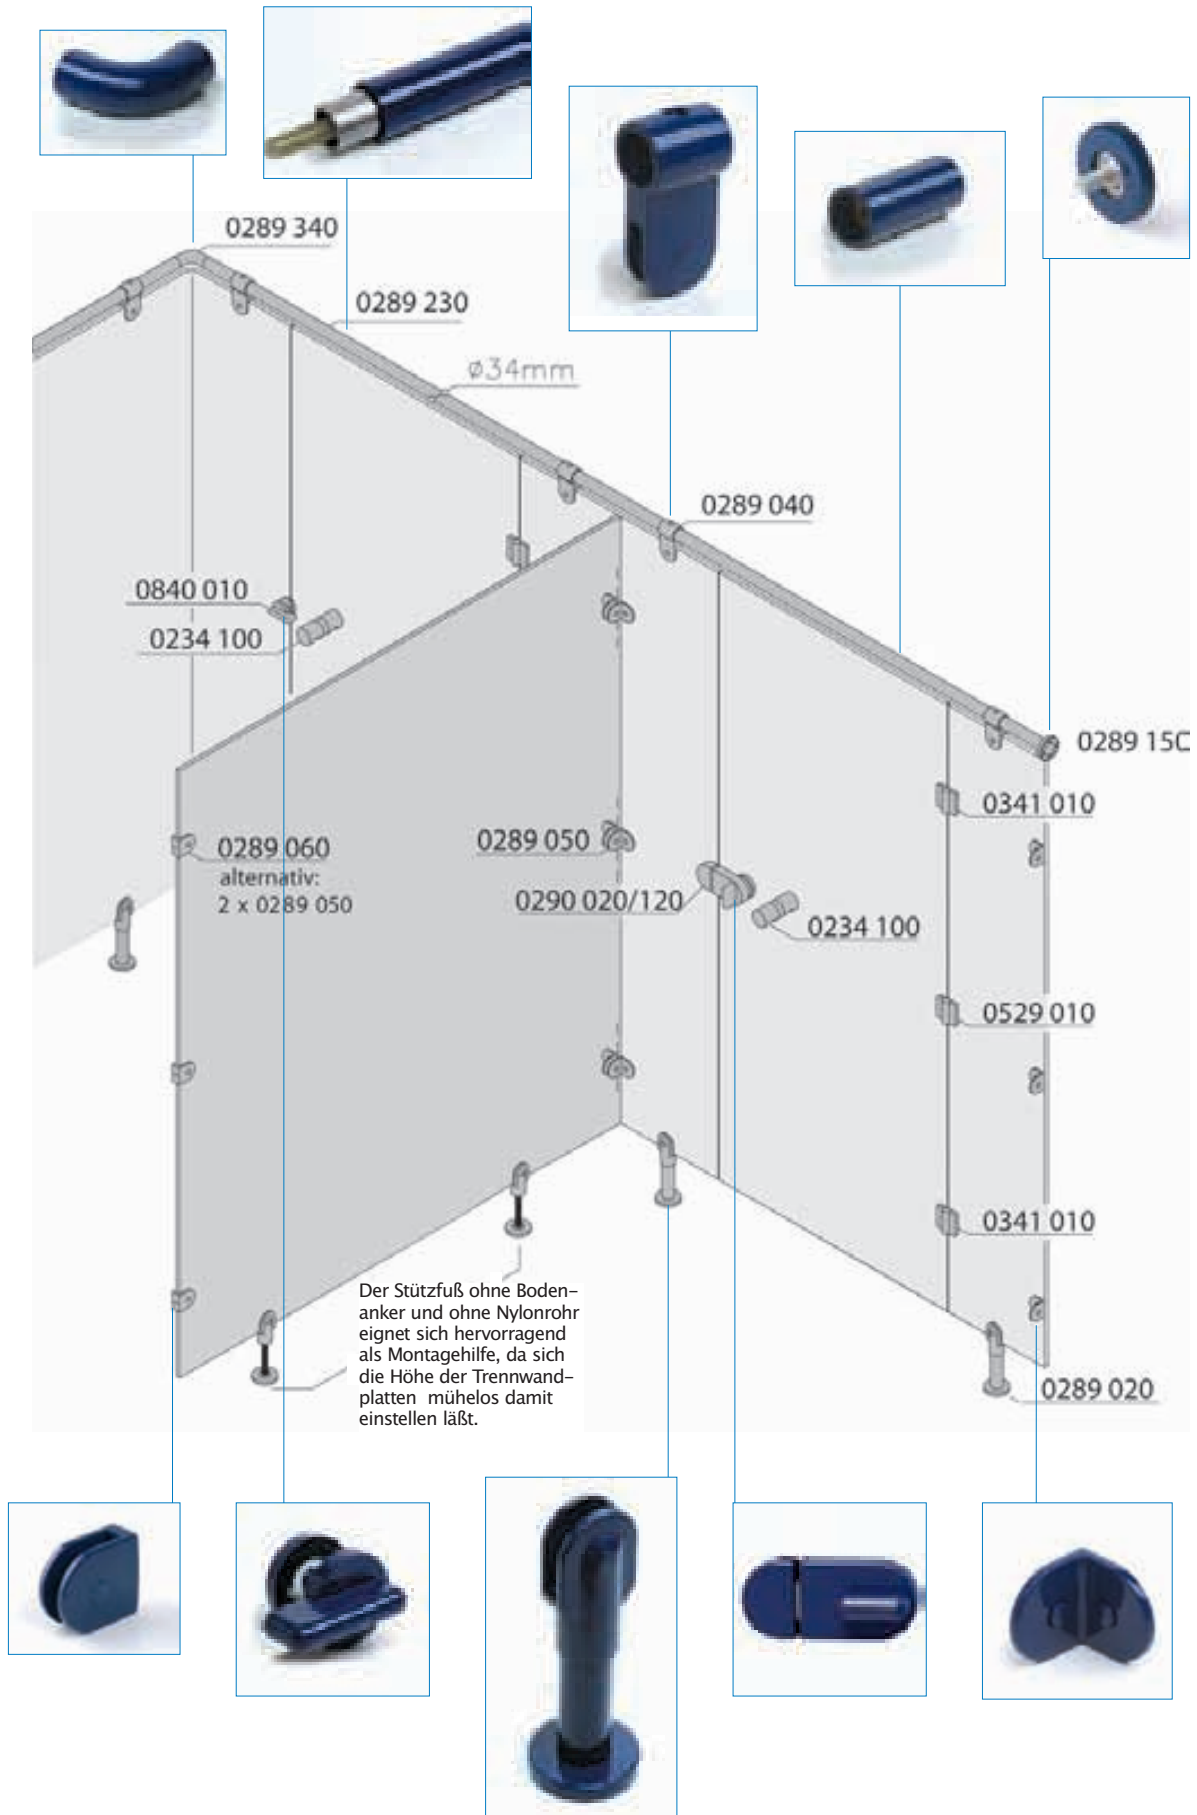 0289 340
0289 230
ø34mm
0289 040
0840 010
0234 100
0289 15
0341 010
0289 060
alternativ:
2 x 0289 050
0289 050
0290 020/120
0234 100
0529 010
0341 010
Der Stützfuß ohne Boden-
anker und ohne Nylonrohr
eignet sich hervorragend
als Montagehilfe, da sich
die Höhe der Trennwand-
platten mühelos damit
einstellen läßt.
0289 020